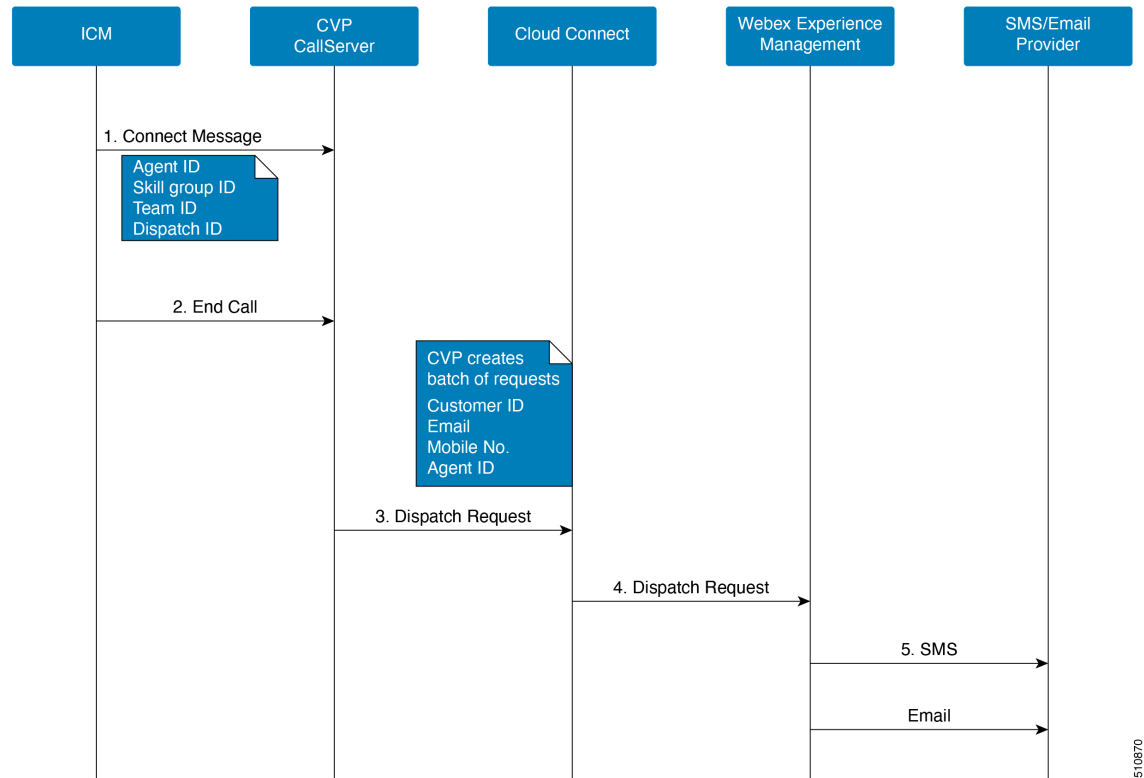 ICM
CVP
CallServer
Cloud Connect
Webex Experience
Management
SMS/Email
Provider
1. Connect Message
Agent ID
Skill group ID
Team ID
Dispatch ID
2. End Call
CVP creates
batch of requests
Customer ID
Email
Mobile No.
Agent ID
3. Dispatch Request
4. Dispatch Request
5. SMS
Email
510870